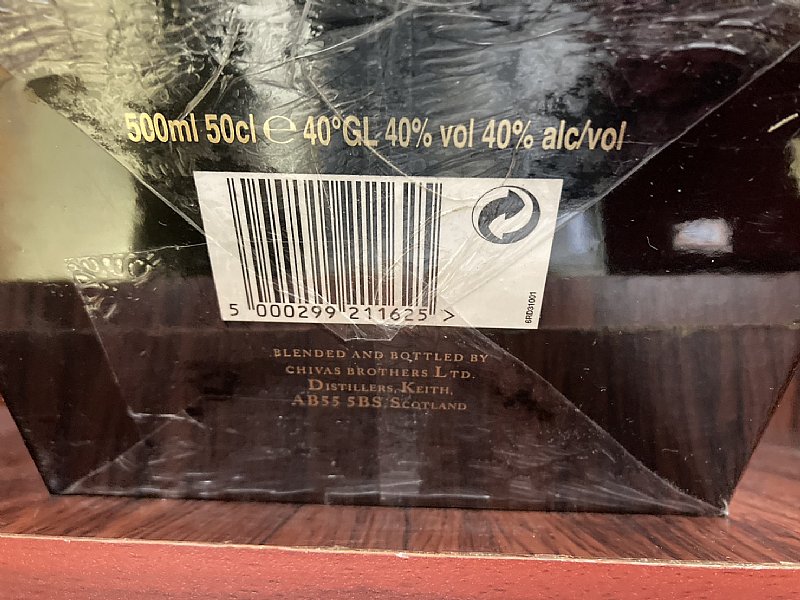 500ml 50cl ℮ 40°GL 40% vol 40% alc/vol
5 000299 211625 >
6RD31001
BLENDED AND BOTTLED BY
CHIVAS BROTHERS LTD.
DISTILLERS, KEITH,
AB55 5BS, SCOTLAND